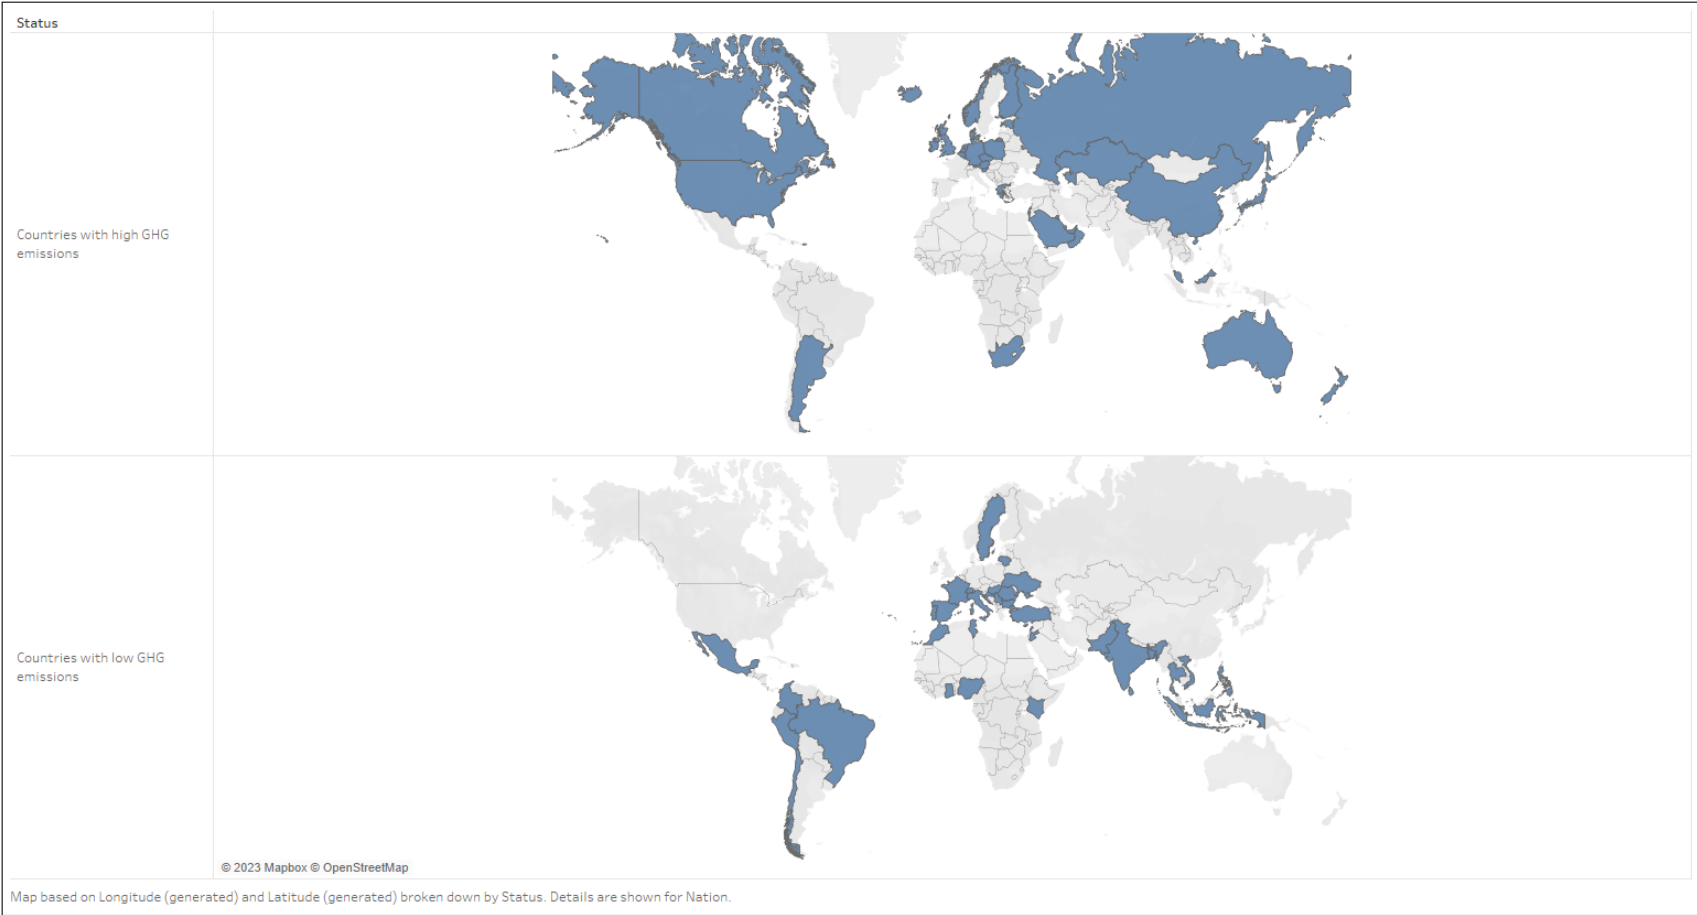 Status
Countries with high GHG
emissions
Countries with low GHG
emissions
© 2023 Mapbox © OpenStreetMap
Map based on Longitude (generated) and Latitude (generated) broken down by Status. Details are shown for Nation.